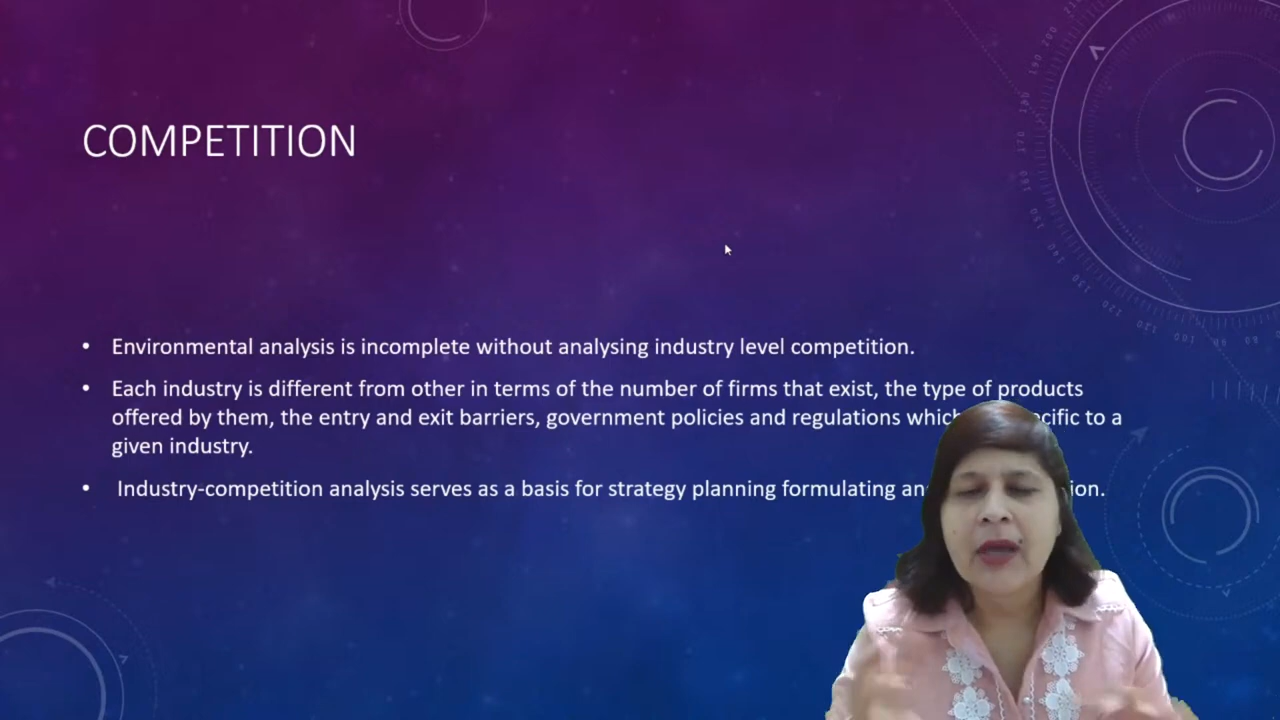 COMPETITION
• Environmental analysis is incomplete without analysing industry level competition.
• Each industry is different from other in terms of the number of firms that exist, the type of products
offered by them, the entry and exit barriers, government policies and regulations to a
given industry.
• Industry-competition analysis serves as a basis for strategy planning formulating